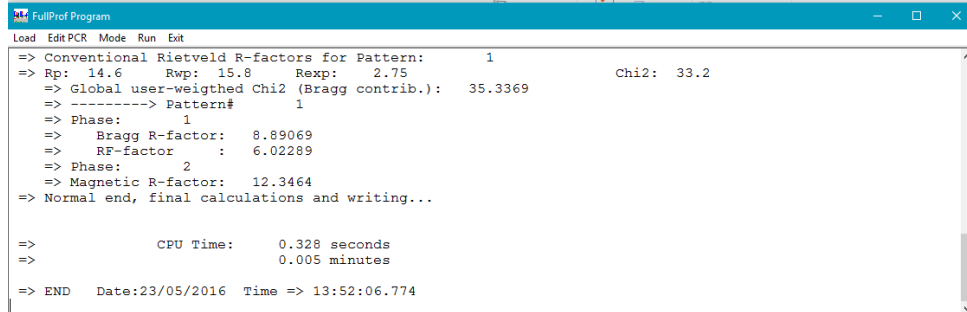 FullProf Program
Load Edit PCR Mode Run Exit
=> Conventional Rietveld R-factors for Pattern: 1
=> Rp: 14.6 Rwp: 15.8 Rexp: 2.75 Chi2: 33.2
=> Global user-weigthed Chi2 (Bragg contrib.): 35.3369
=> ---------> Pattern# 1
=> Phase: 1
=> Bragg R-factor: 8.89069
=> RF-factor : 6.02289
=> Phase: 2
=> Magnetic R-factor: 12.3464
=> Normal end, final calculations and writing...
=> CPU Time: 0.328 seconds
=> 0.005 minutes
=> END Date:23/05/2016 Time => 13:52:06.774